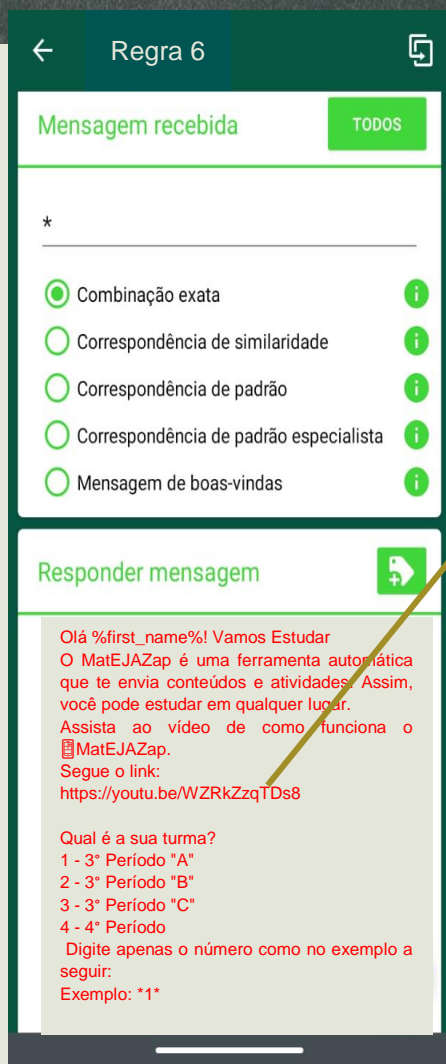 Regra 6
Mensagem recebida
TODOS
*
Combinação exata
Correspondência de similaridade
Correspondência de padrão
Correspondência de padrão especialista
Mensagem de boas-vindas
Responder mensagem
Olá %first_name%! Vamos Estudar
O MatEJAZap é uma ferramenta automática
que te envia conteúdos e atividades. Assim,
você pode estudar em qualquer lugar.
Assista ao vídeo de como funciona o
📱MatEJAZap.
Segue o link:
https://youtu.be/WZRkZzqTDs8
Qual é a sua turma?
1 - 3° Período "A"
2 - 3° Período "B"
3 - 3° Período "C"
4 - 4° Período
Digite apenas o número como no exemplo a
seguir:
Exemplo: *1*